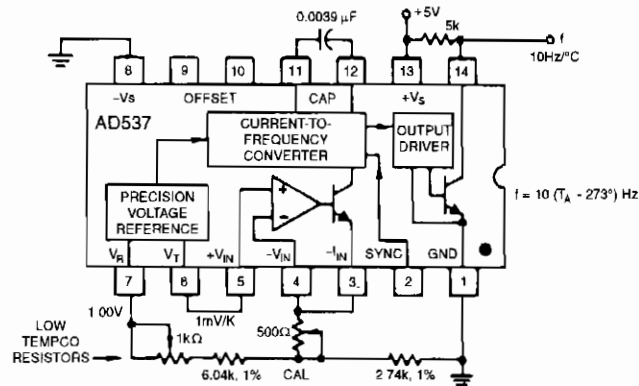 0.0039 µF
+5V
5k
f
10Hz/°C
8
9
10
11
12
13
14
–Vs
OFFSET
CAP
+VS
AD537
CURRENT-TO-
FREQUENCY
CONVERTER
OUTPUT
DRIVER
f = 10 (TA - 273°) Hz
PRECISION
VOLTAGE
REFERENCE
+
–
VR
VT
+VIN
–VIN
–IIN
SYNC
GND
7
6
5
4
3
2
1
1 00V
1mV/K
LOW
TEMPCO
RESISTORS
1kΩ
500Ω
6.04k, 1%
CAL
2 74k, 1%